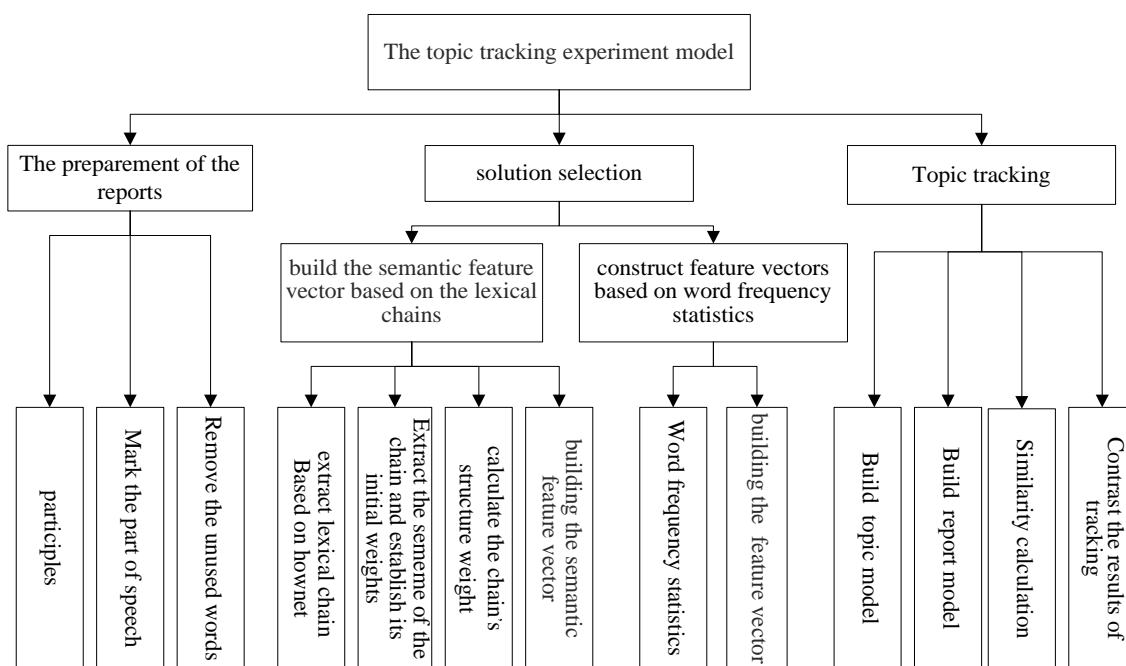 The topic tracking experiment model
The preparement of the
reports
solution selection
Topic tracking
build the semantic feature
vector based on the lexical
chains
construct feature vectors
based on word frequency
statistics
participles
Mark the part of speech
Remove the unused words
extract lexical chain
Based on hownet
Extract the sememe of the
chain and establish its
initial weights
calculate the chain's
structure weight
building the semantic
feature vector
Word frequency statistics
building the feature vector
Build topic model
Build report model
Similarity calculation
Contrast the results of
tracking